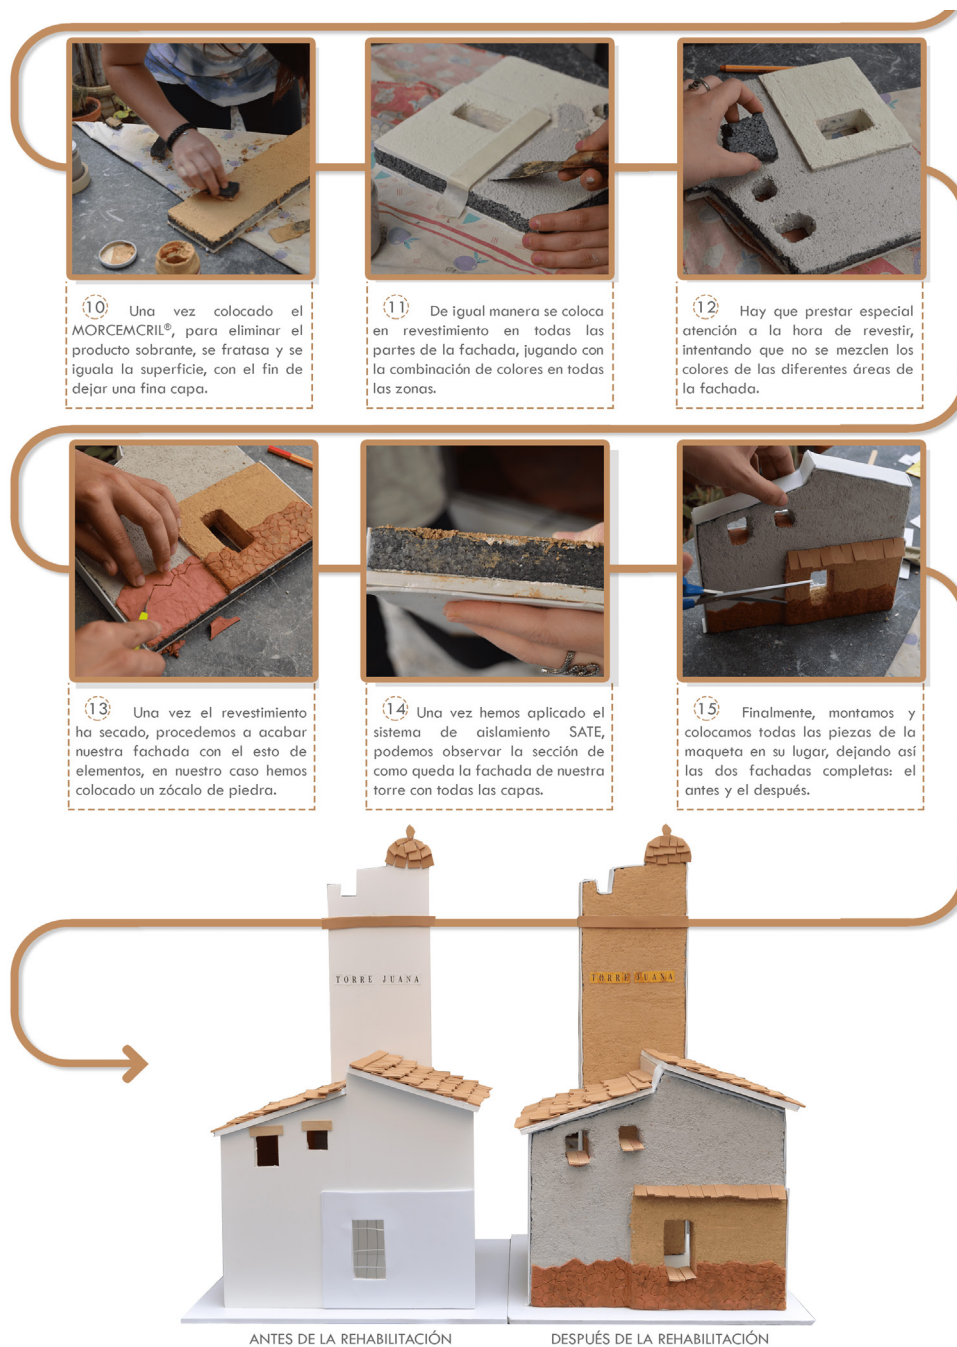 10 Una vez colocado el
MORCEMCRIL®, para eliminar el
producto sobrante, se fratasa y se
iguala la superficie, con el fin de
dejar una fina capa.
11 De igual manera se coloca
en revestimiento en todas las
partes de la fachada, jugando con
la combinación de colores en todas
las zonas.
12 Hay que prestar especial
atención a la hora de revestir,
intentando que no se mezclen los
colores de las diferentes áreas de
la fachada.
13 Una vez el revestimiento
ha secado, procedemos a acabar
nuestra fachada con el esto de
elementos, en nuestro caso hemos
colocado un zócalo de piedra.
14 Una vez hemos aplicado el
sistema de aislamiento SATE,
podemos observar la sección de
como queda la fachada de nuestra
torre con todas las capas.
15 Finalmente, montamos y
colocamos todas las piezas de la
maqueta en su lugar, dejando así
las dos fachadas completas: el
antes y el después.
TORRE JUANA
TORRE JUANA
ANTES DE LA REHABILITACIÓN
DESPUÉS DE LA REHABILITACIÓN